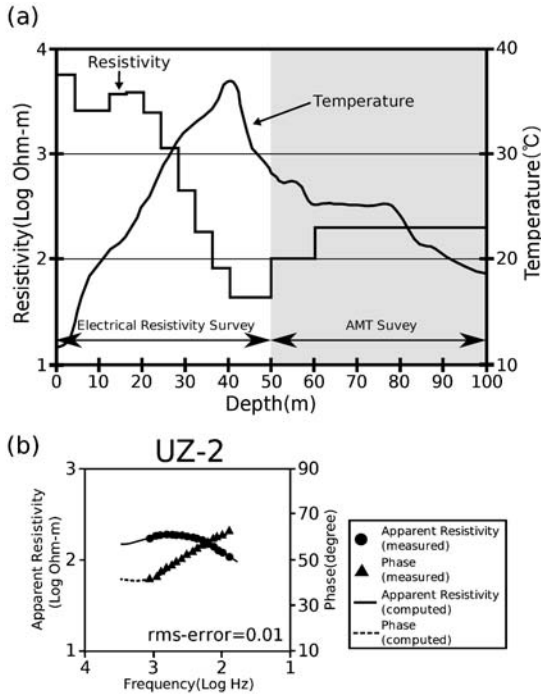 (a)
4
40
Resistivity
Temperature
3
30
Resistivity(Log Ohm-m)
Temperature(℃)
2
20
Electrical Resistivity Survey
AMT Suvey
1
10
0 10 20 30 40 50 60 70 80 90 100
Depth(m)
(b)
UZ-2
3
90
70
2
50
Apparent Resistivity
(Log Ohm-m)
Phase(degree)
30
rms-error=0.01
1
10
4 3 2 1
Frequency(Log Hz)
Apparent Resistivity
(measured)
Phase
(measured)
Apparent Resistivity
(computed)
Phase
(computed)